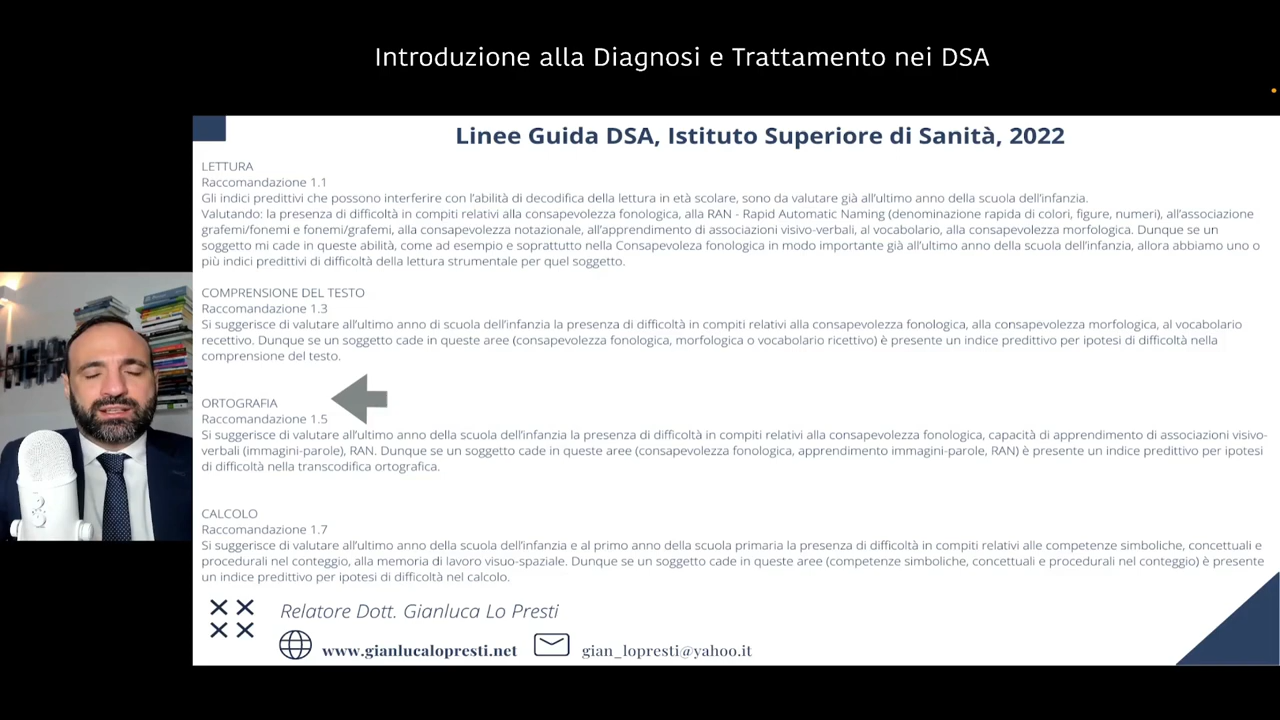 Introduzione alla Diagnosi e Trattamento nei DSA
Linee Guida DSA, Istituto Superiore di Sanità, 2022
LETTURA
Raccomandazione 1.1
Gli indici predittivi che possono interferire con l'abilità di decodifica della lettura in età scolare, sono da valutare già all'ultimo anno della scuola dell'infanzia.
Valutando: la presenza di difficoltà in compiti relativi alla consapevolezza fonologica, alla RAN - Rapid Automatic Naming (denominazione rapida di colori, figure, numeri), all'associazione
grafemi/fonemi e fonemi/grafemi, alla consapevolezza notazionale, all'apprendimento di associazioni visivo-verbali, al vocabolario, alla consapevolezza morfologica. Dunque se un
soggetto mi cade in queste abilità, come ad esempio e soprattutto nella Consapevoleza fonologica in modo importante già all'ultimo anno della scuola dell'infanzia, allora abbiamo uno o
più indici predittivi di difficoltà della lettura strumentale per quel soggetto.
COMPRENSIONE DEL TESTO
Raccomandazione 1.3
Si suggerisce di valutare all'ultimo anno di scuola dell'infanzia la presenza di difficoltà in compiti relativi alla consapevolezza fonologica, alla consapevolezza morfologica, al vocabolario
recettivo. Dunque se un soggetto cade in queste aree (consapevolezza fonologica, morfologica o vocabolario ricettivo) è presente un indice predittivo per ipotesi di difficoltà nella
comprensione del testo.
ORTOGRAFIA
Raccomandazione 1.5
Si suggerisce di valutare all'ultimo anno della scuola dell'infanzia la presenza di difficoltà in compiti relativi alla consapevolezza fonologica, capacità di apprendimento di associazioni visivo-
verbali (immagini-parole), RAN. Dunque se un soggetto cade in queste aree (consapevolezza fonologica, apprendimento immagini-parole, RAN) è presente un indice predittivo per ipotesi
di difficoltà nella transcodifica ortografica.
CALCOLO
Raccomandazione 1.7
Si suggerisce di valutare all'ultimo anno della scuola dell'infanzia e al primo anno della scuola primaria la presenza di difficoltà in compiti relativi alle competenze simboliche, concettuali e
procedurali nel conteggio, alla memoria di lavoro visuo-spaziale. Dunque se un soggetto cade in queste aree (competenze simboliche, concettuali e procedurali nel conteggio) è presente
un indice predittivo per ipotesi di difficoltà nel calcolo.
Relatore Dott. Gianluca Lo Presti
www.gianlucalopresti.net gian_lopresti@yahoo.it